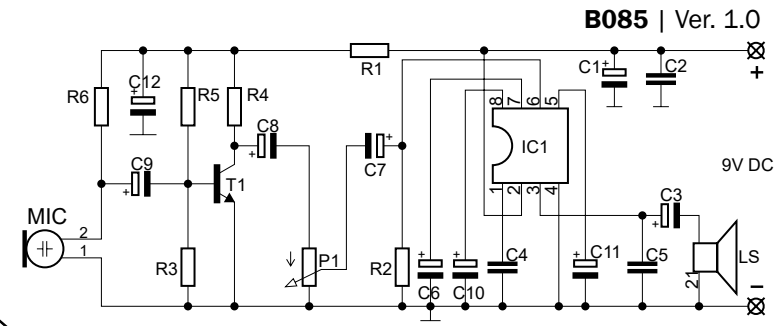 B085 | Ver. 1.0
R1
C1 +
C2
+
C12 +
R6
R5
R4
C8 +
C7 +
8 7 6 5
IC1
1 2 3 4
9V DC
C9 +
T1
MIC
2
1
R3
P1
R2
+ C6
+ C10
C4
+ C11
C5
C3 +
LS
2 1
−